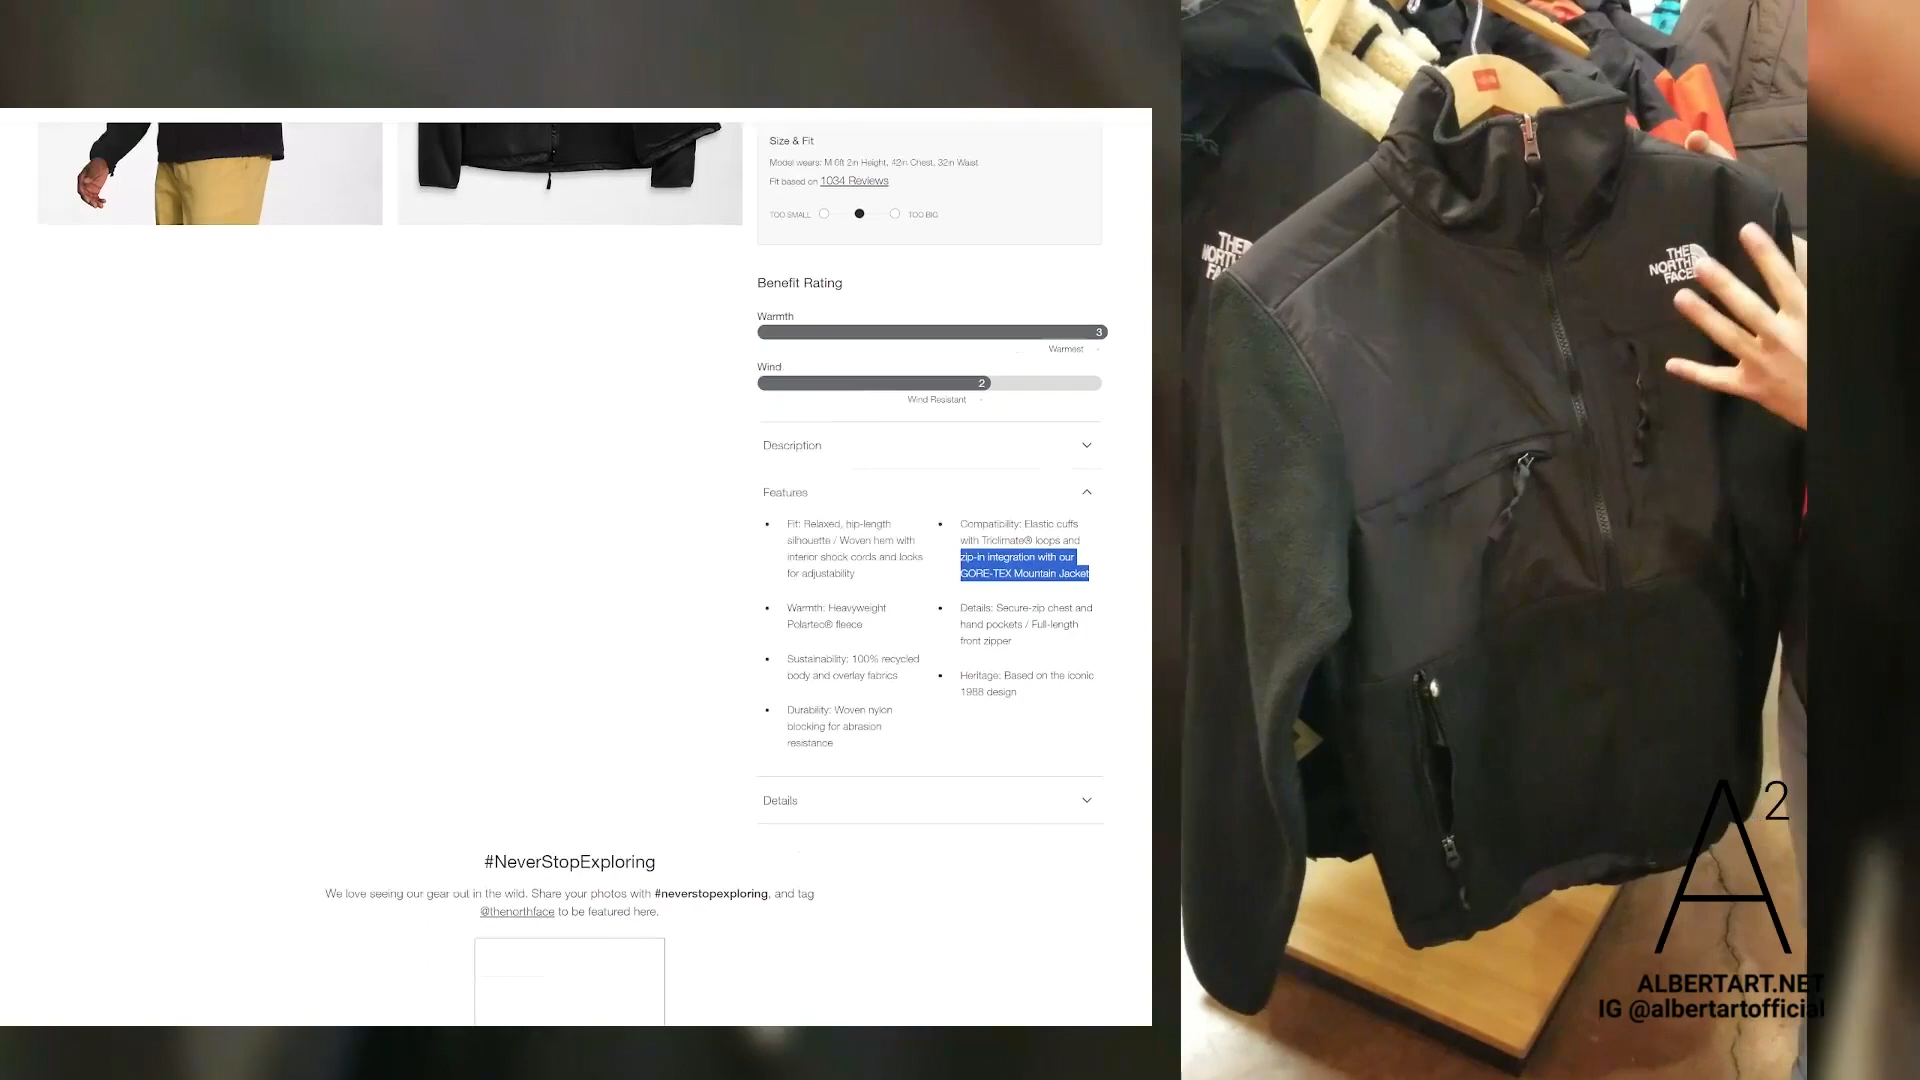 Size & Fit
Model wears: M 6ft 2in Height, 42in Chest, 32in Waist
Fit based on 1034 Reviews
TOO SMALL
TOO BIG
Benefit Rating
Warmth
3
Warmest
Wind
2
Wind Resistant
Description
Features
Fit: Relaxed, hip-length
silhouette / Woven hem with
interior shock cords and locks
for adjustability
Warmth: Heavyweight
Polartec® fleece
Sustainability: 100% recycled
body and overlay fabrics
Durability: Woven nylon
blocking for abrasion
resistance
Compatibility: Elastic cuffs
with Triclimate® loops and
zip-in integration with our
GORE-TEX Mountain Jacket
Details: Secure-zip chest and
hand pockets / Full-length
front zipper
Heritage: Based on the iconic
1988 design
Details
#NeverStopExploring
We love seeing our gear out in the wild. Share your photos with #neverstopexploring, and tag
@thenorthface to be featured here.
THE
NORTH
FACE
THE
NORTH
FACE
A2
ALBERTART.NET
IG @albertartofficial